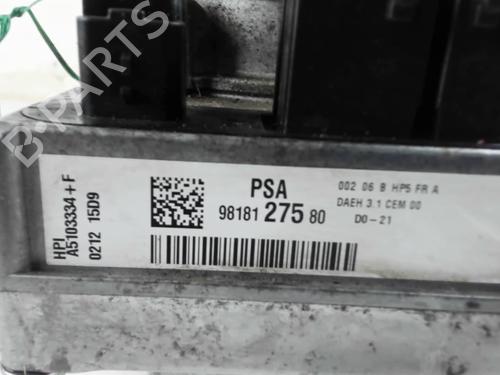 B-PARTS
HPI
A5103334+F
0212 15D9
PSA
98181 275 80
002 06 B HP5 FR A
DAEH 3.1 CEM 00
D0-21